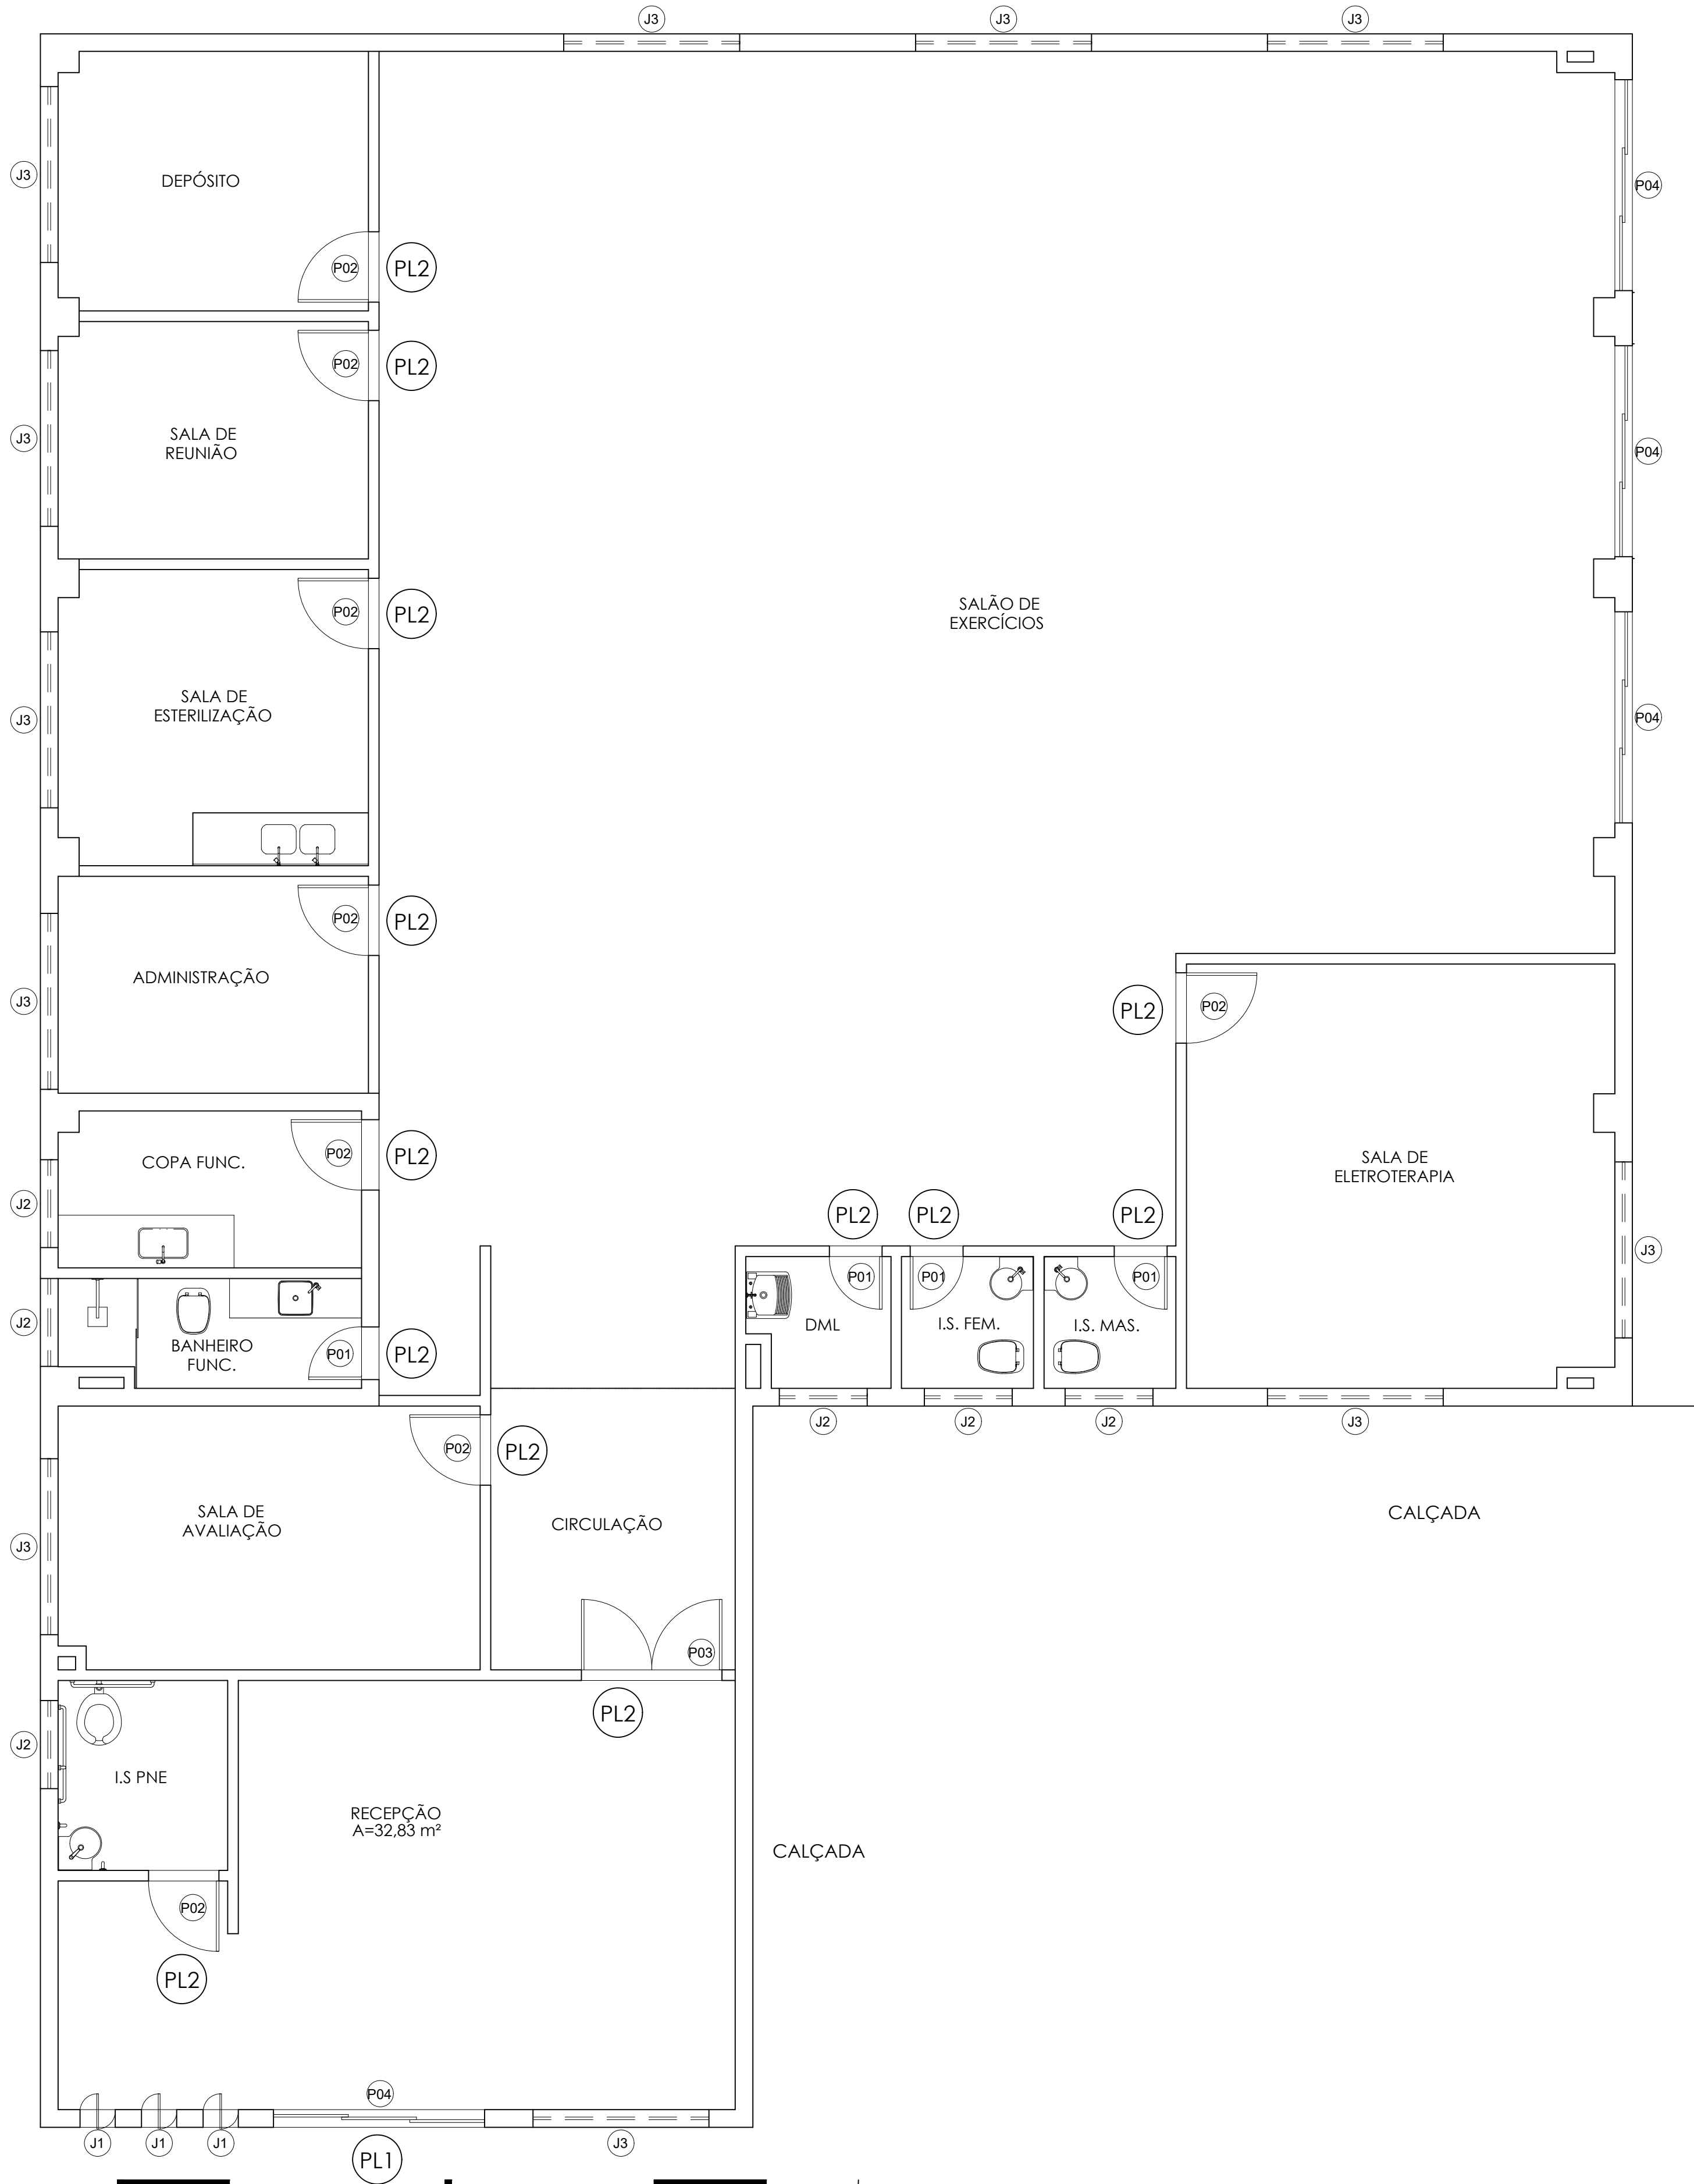 J3
J3
J3
DEPÓSITO
J3
P04
P02
PL2
P02
PL2
SALA DE
REUNIÃO
J3
P04
SALÃO DE
EXERCÍCIOS
P02
PL2
SALA DE
ESTERILIZAÇÃO
J3
P04
P02
PL2
ADMINISTRAÇÃO
J3
PL2
P02
COPA FUNC.
P02
PL2
SALA DE
ELETROTERAPIA
J2
PL2
PL2
PL2
J3
P01
P01
P01
J2
DML
I.S. FEM.
I.S. MAS.
BANHEIRO
FUNC.
P01
PL2
J2
J2
J2
J3
P02
PL2
SALA DE
AVALIAÇÃO
CIRCULAÇÃO
CALÇADA
J3
P03
PL2
J2
I.S PNE
RECEPÇÃO
A=32,83 m²
CALÇADA
P02
PL2
P04
J1
J1
J1
J3
PL1